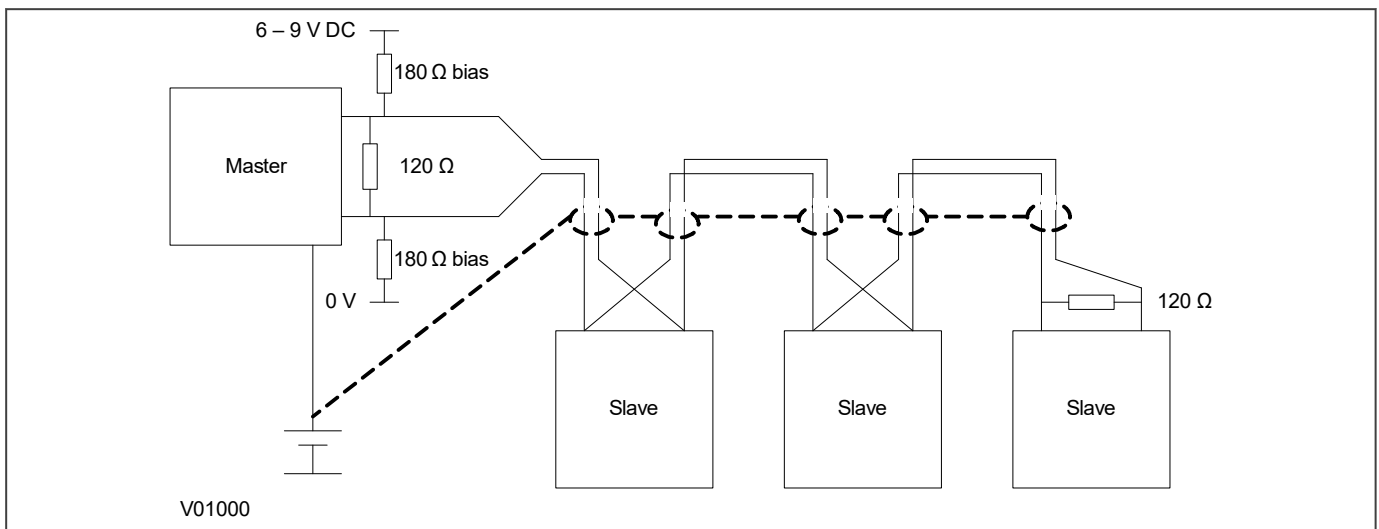 6 – 9 V DC
180 Ω bias
Master
120 Ω
180 Ω bias
0 V
120 Ω
Slave
Slave
Slave
V01000